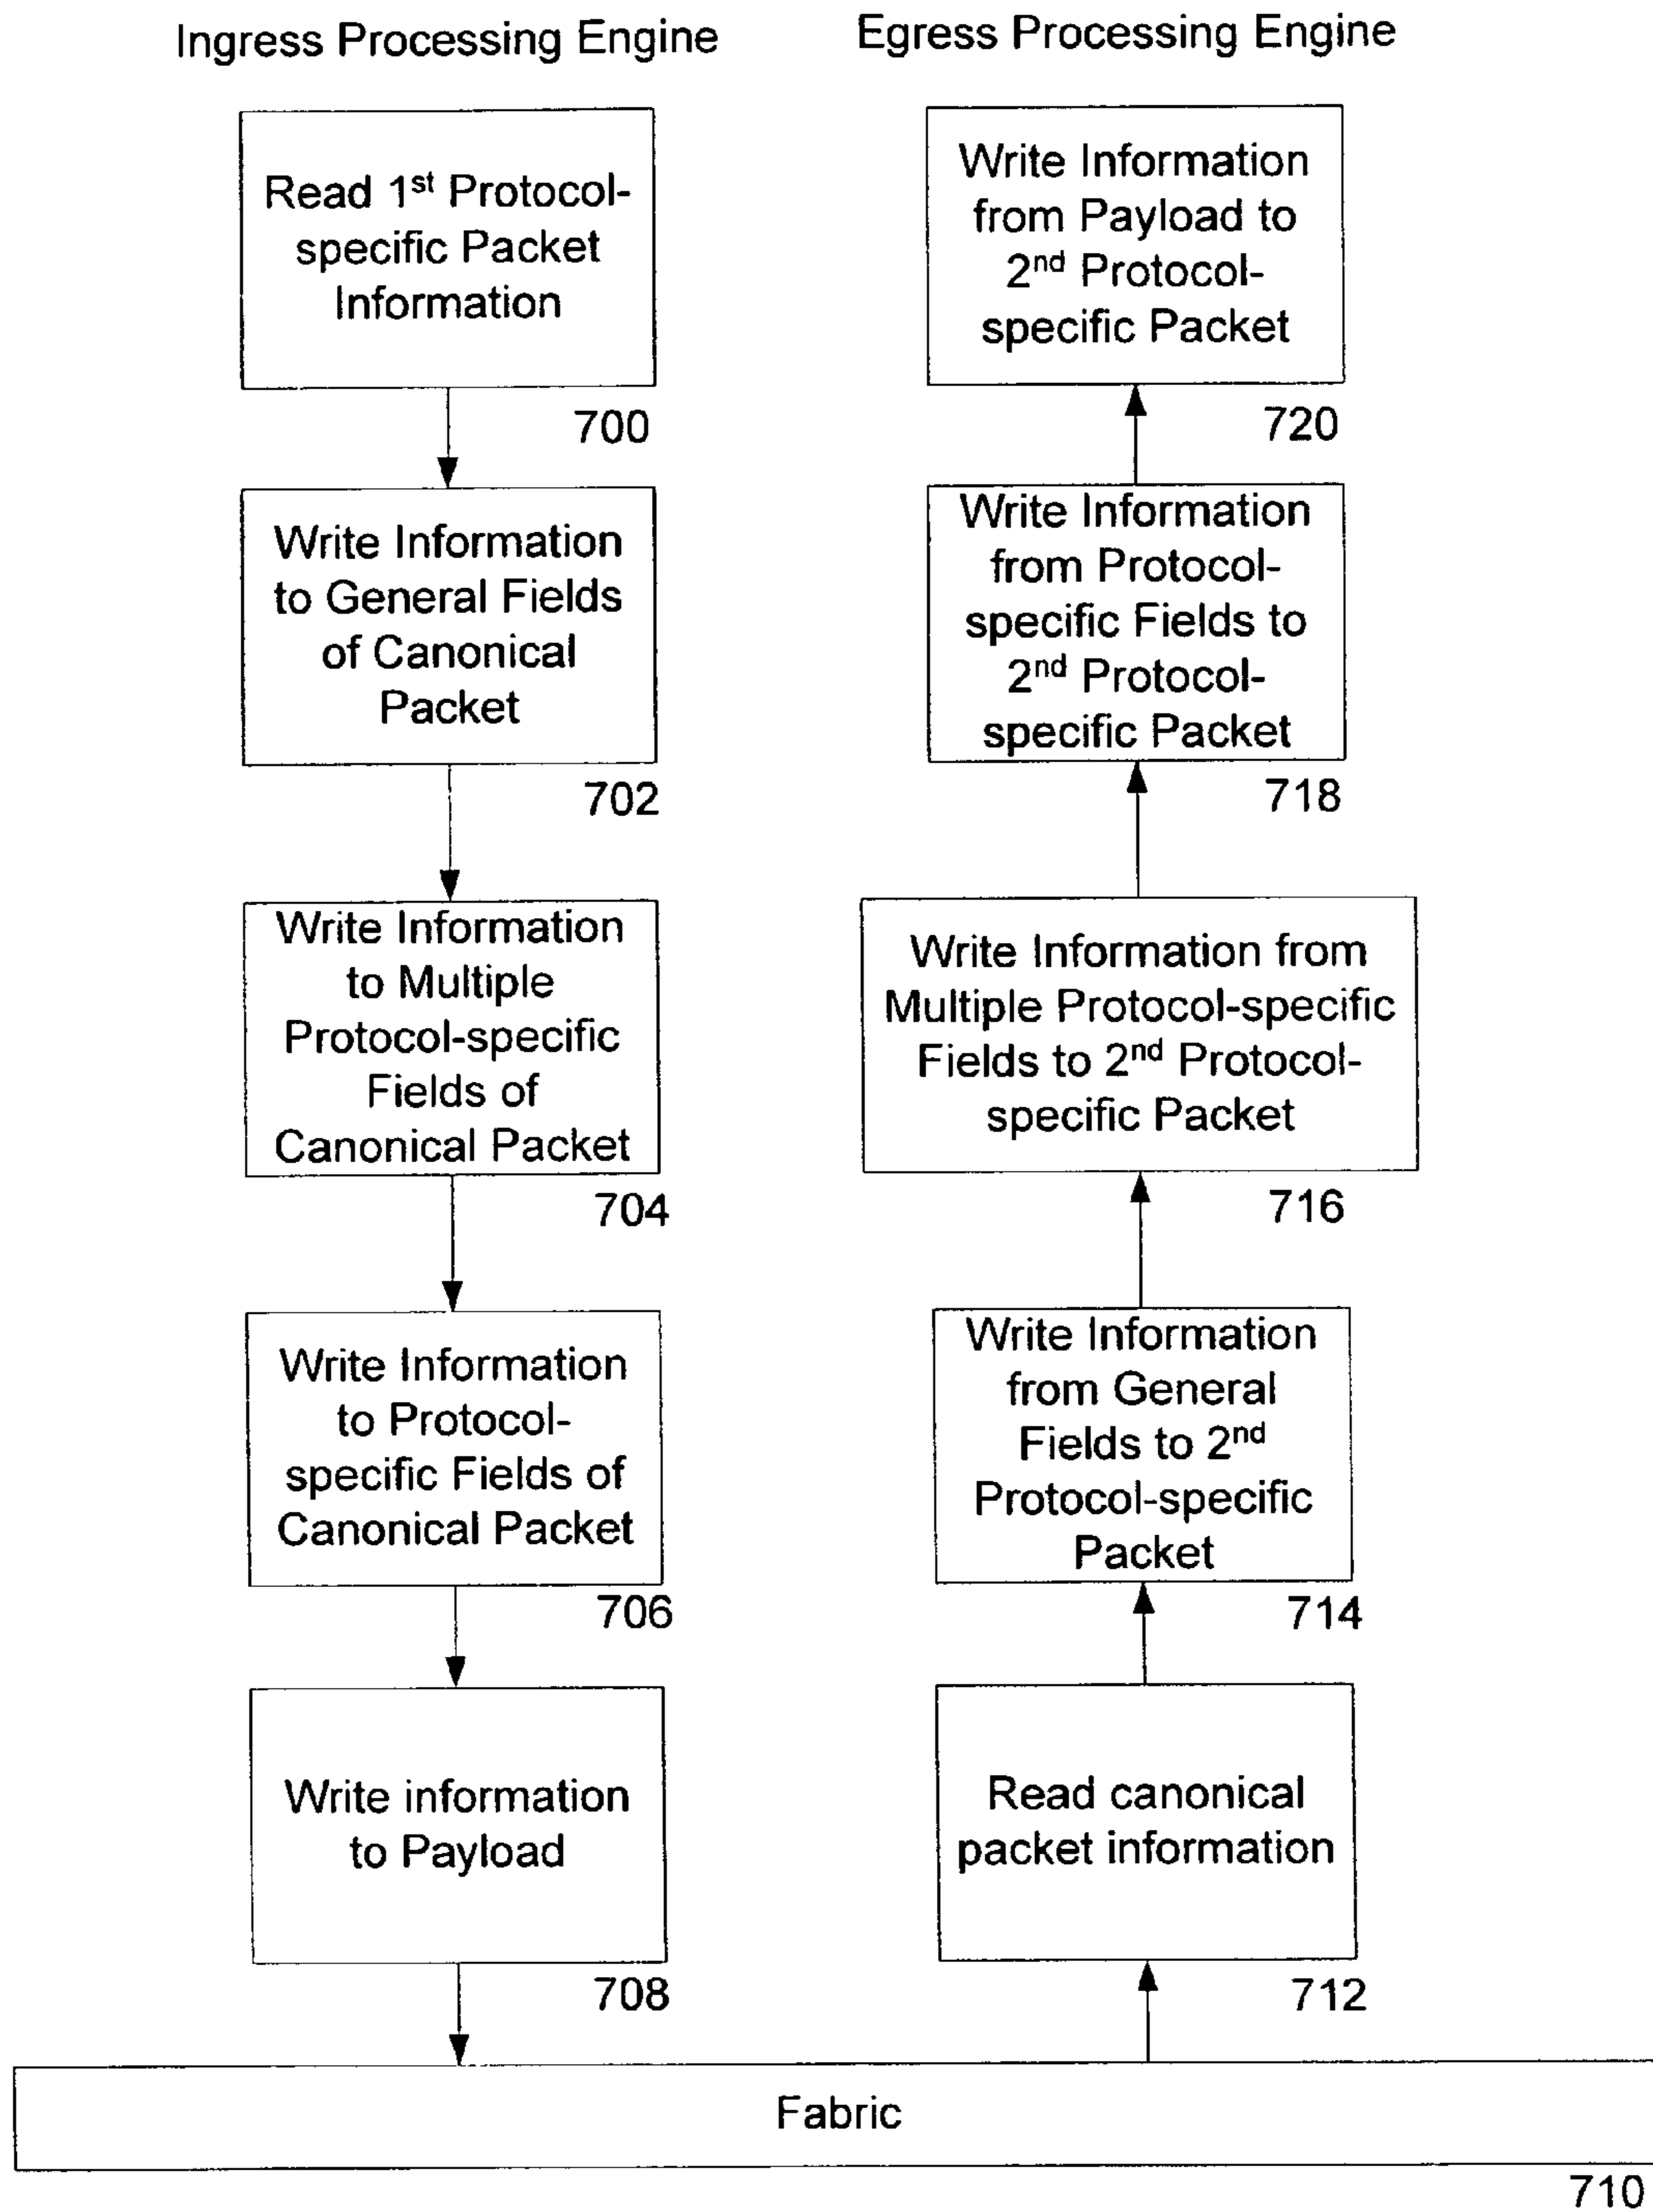 Ingress Processing Engine
Read 1st Protocol-
specific Packet
Information
700
Write Information
to General Fields
of Canonical
Packet
702
Write Information
to Multiple
Protocol-specific
Fields of
Canonical Packet
704
Write Information
to Protocol-
specific Fields of
Canonical Packet
706
Write information
to Payload
708
Egress Processing Engine
Write Information
from Payload to
2nd Protocol-
specific Packet
720
Write Information
from Protocol-
specific Fields to
2nd Protocol-
specific Packet
718
Write Information from
Multiple Protocol-specific
Fields to 2nd Protocol-
specific Packet
716
Write Information
from General
Fields to 2nd
Protocol-specific
Packet
714
Read canonical
packet information
712
Fabric
710